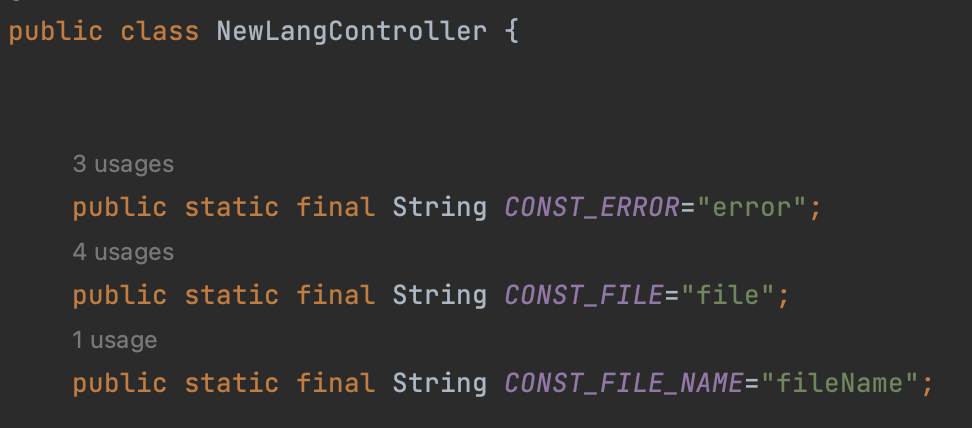 public class NewLangController {
3 usages
public static final String CONST_ERROR="error";
4 usages
public static final String CONST_FILE="file";
1 usage
public static final String CONST_FILE_NAME="fileName";